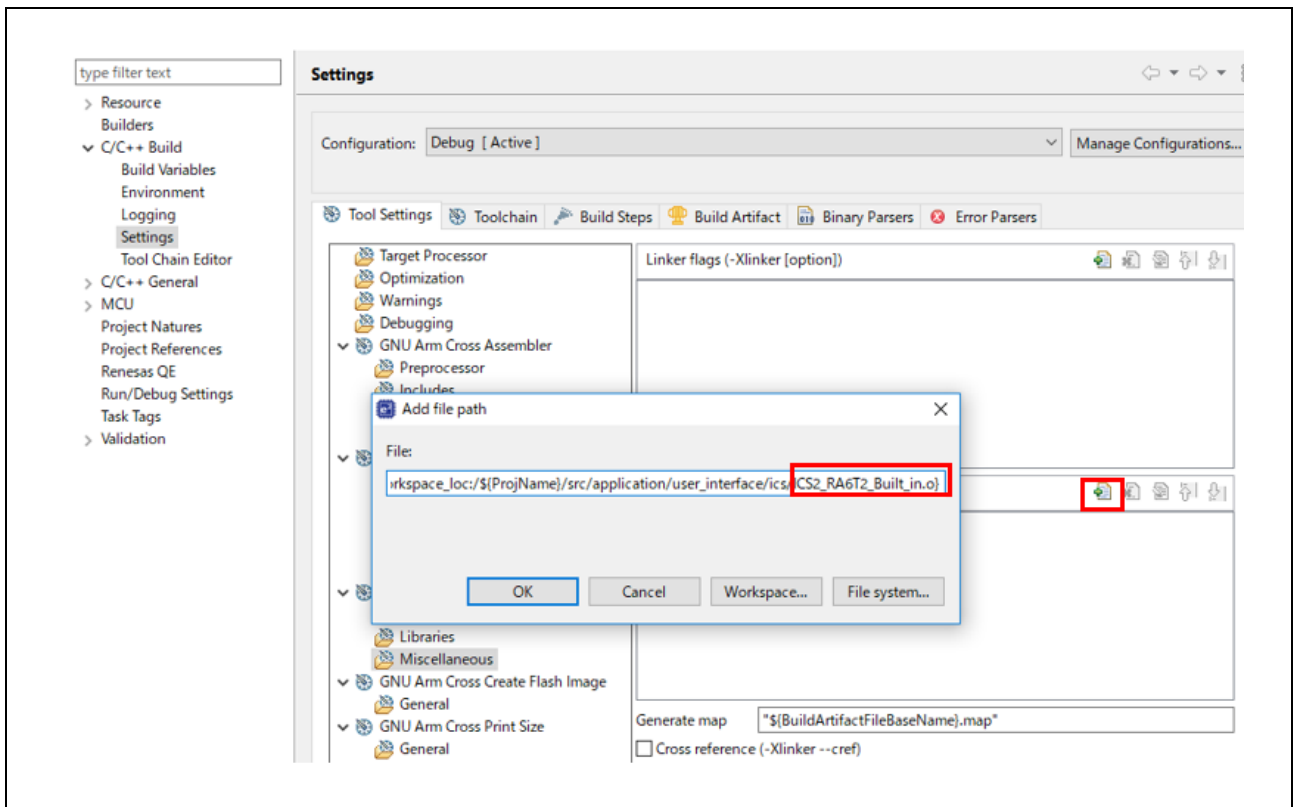 type filter text
Resource
Builders
C/C++ Build
Build Variables
Environment
Logging
Settings
Tool Chain Editor
C/C++ General
MCU
Project Natures
Project References
Renesas QE
Run/Debug Settings
Task Tags
Validation
Settings
Configuration: Debug [ Active ] Manage Configurations...
Tool Settings Toolchain Build Steps Build Artifact Binary Parsers Error Parsers
Target Processor
Optimization
Warnings
Debugging
GNU Arm Cross Assembler
Preprocessor
Includes
Linker flags (-Xlinker [option])
Add file path
File:
rkspace_loc:/${ProjName}/src/application/user_interface/ics/ICS2_RA6T2_Built_in.o}
OK Cancel Workspace... File system...
Libraries
Miscellaneous
GNU Arm Cross Create Flash Image
General
GNU Arm Cross Print Size
General
Generate map "${BuildArtifactFileBaseName}.map"
Cross reference (-Xlinker --cref)